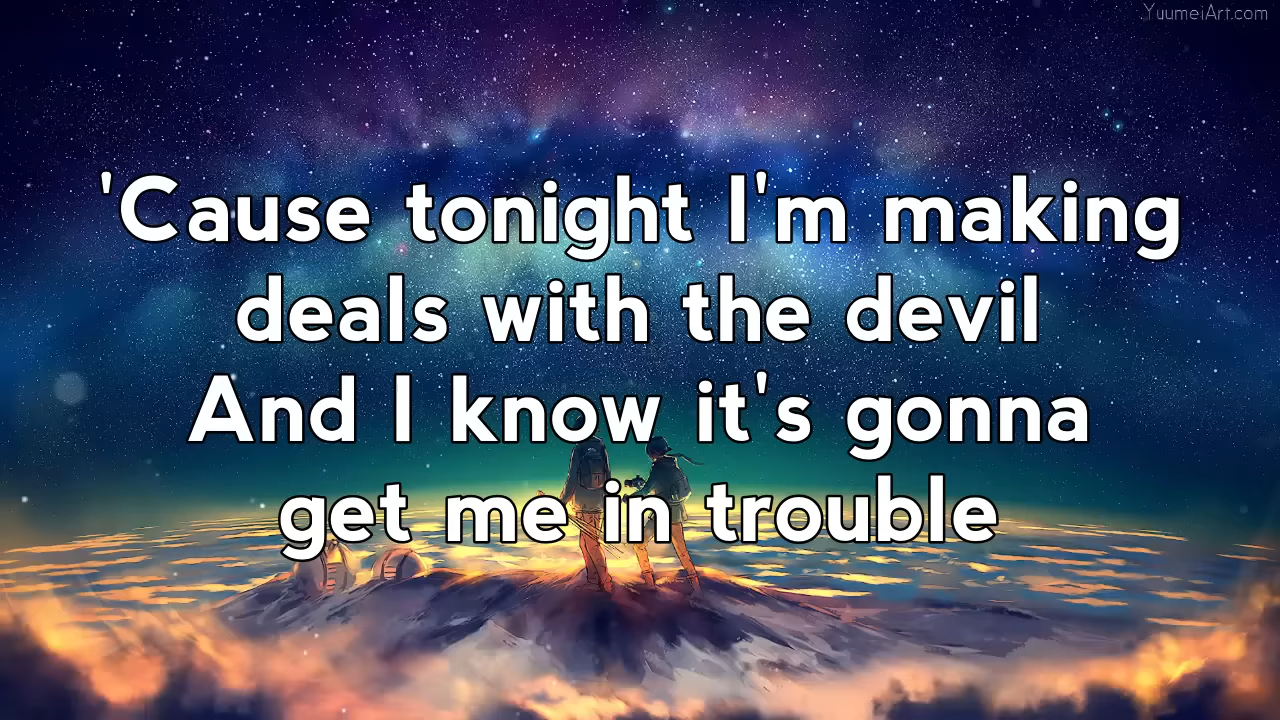 YuumeiArt.com
'Cause tonight I'm making
deals with the devil
And I know it's gonna
get me in trouble